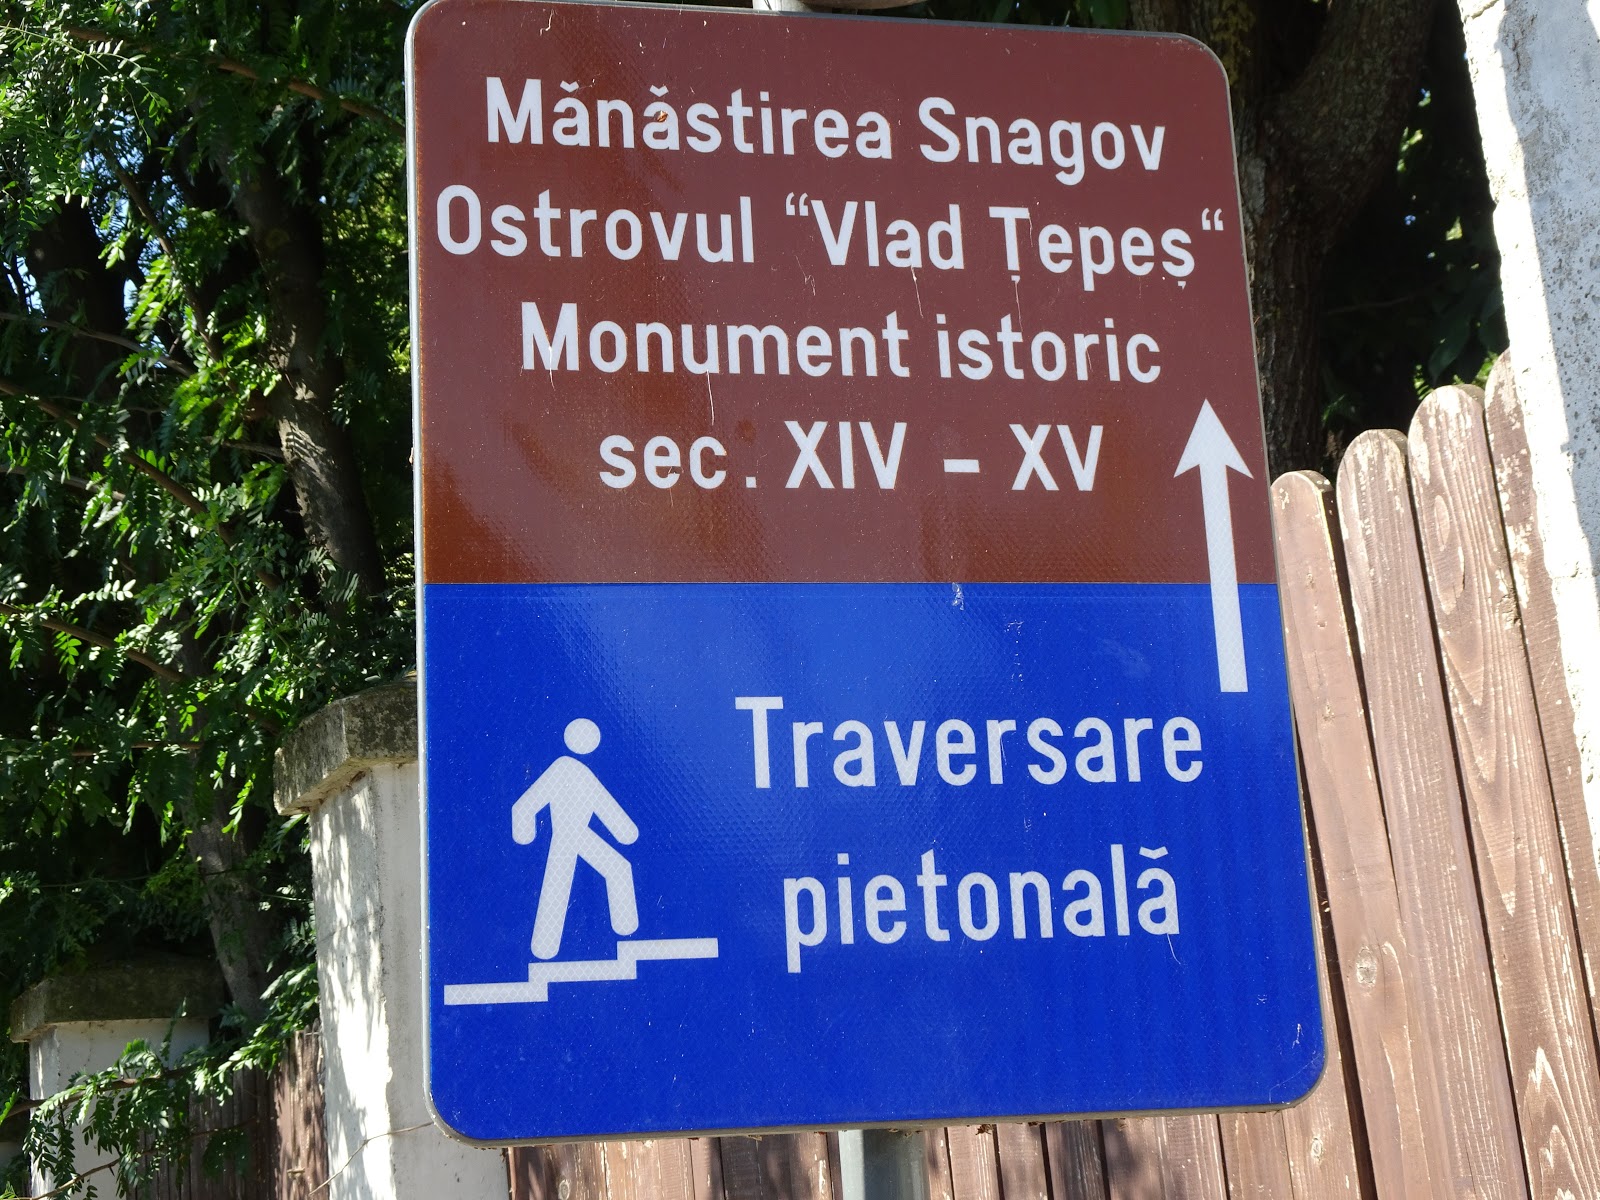 Mănăstirea Snagov
Ostrovul “Vlad Țepeș“
Monument istoric
sec. XIV - XV
Traversare
pietonală